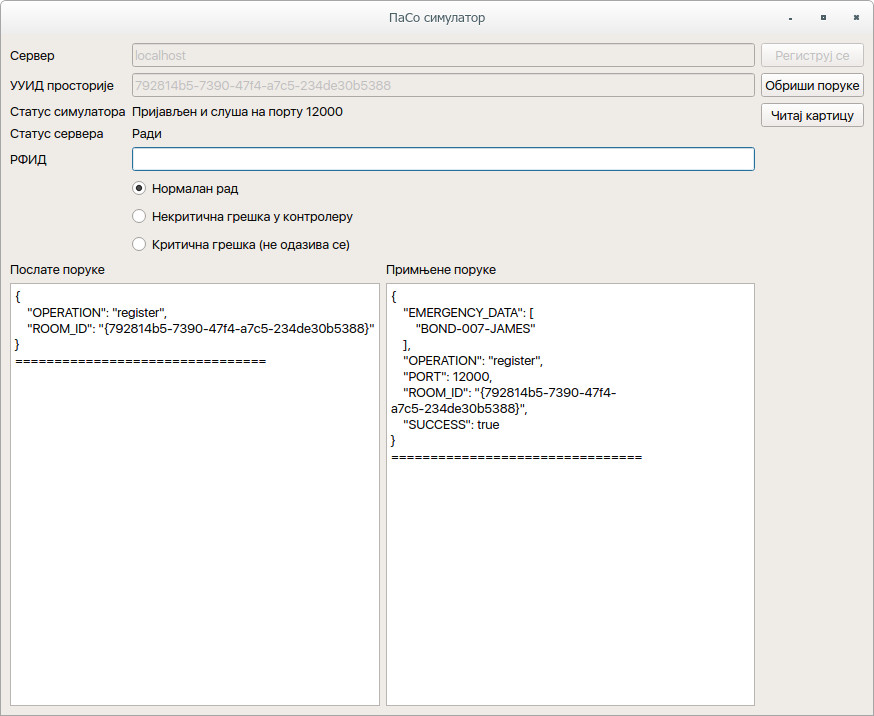 ПаСо симулатор
Сервер
localhost
Региструј се
УУИД просторије
792814b5-7390-47f4-a7c5-234de30b5388
Обриши поруке
Статус симулатора
Пријављен и слуша на порту 12000
Читај картицу
Статус сервера
Ради
РФИД
Нормалан рад
Некритична грешка у контролеру
Критична грешка (не одазива се)
Послате поруке
{
"OPERATION": "register",
"ROOM_ID": "{792814b5-7390-47f4-a7c5-234de30b5388}"
}
================================
Примњене поруке
{
"EMERGENCY_DATA": [
"BOND-007-JAMES"
],
"OPERATION": "register",
"PORT": 12000,
"ROOM_ID": "{792814b5-7390-47f4-
a7c5-234de30b5388}",
"SUCCESS": true
}
================================